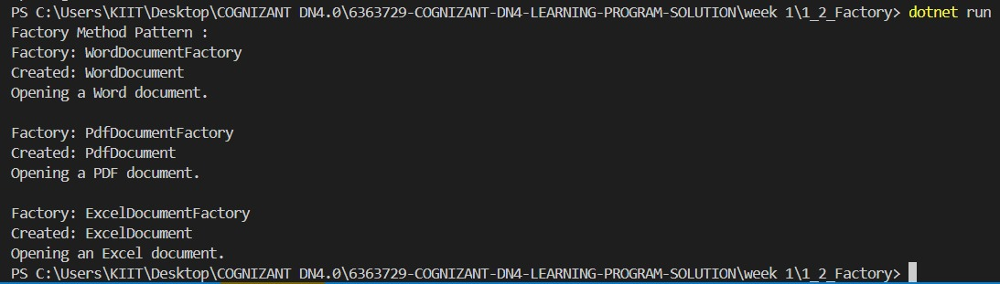 PS C:\Users\KIIT\Desktop\COGNIZANT DN4.0\6363729-COGNIZANT-DN4-LEARNING-PROGRAM-SOLUTION\week 1\1_2_Factory> dotnet run
Factory Method Pattern :
Factory: WordDocumentFactory
Created: WordDocument
Opening a Word document.

Factory: PdfDocumentFactory
Created: PdfDocument
Opening a PDF document.

Factory: ExcelDocumentFactory
Created: ExcelDocument
Opening an Excel document.
PS C:\Users\KIIT\Desktop\COGNIZANT DN4.0\6363729-COGNIZANT-DN4-LEARNING-PROGRAM-SOLUTION\week 1\1_2_Factory>